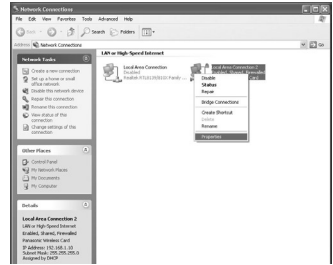 Network Connections
File Edit View Favorites Tools Advanced Help
Back Search Folders
Address Network Connections Go
LAN or High-Speed Internet
Network Tasks
Create a new connection
Set up a home or small
office network
Disable this network device
Repair this connection
Rename this connection
View status of this
connection
Change settings of this
connection
Local Area Connection
Disabled
Local Area Connection 2
Enabled, Shared, Firewalled
Card
Disable
Status
Repair
Bridge Connections
Create Shortcut
Delete
Rename
Properties
Other Places
Control Panel
My Network Places
My Documents
My Computer
Details
Local Area Connection 2
LAN or High-Speed Internet
Enabled, Shared, Firewalled
Panasonic Wireless Card
IP Address: 192.168.1.10
Subnet Mask: 255.255.255.0
Assigned by DHCP